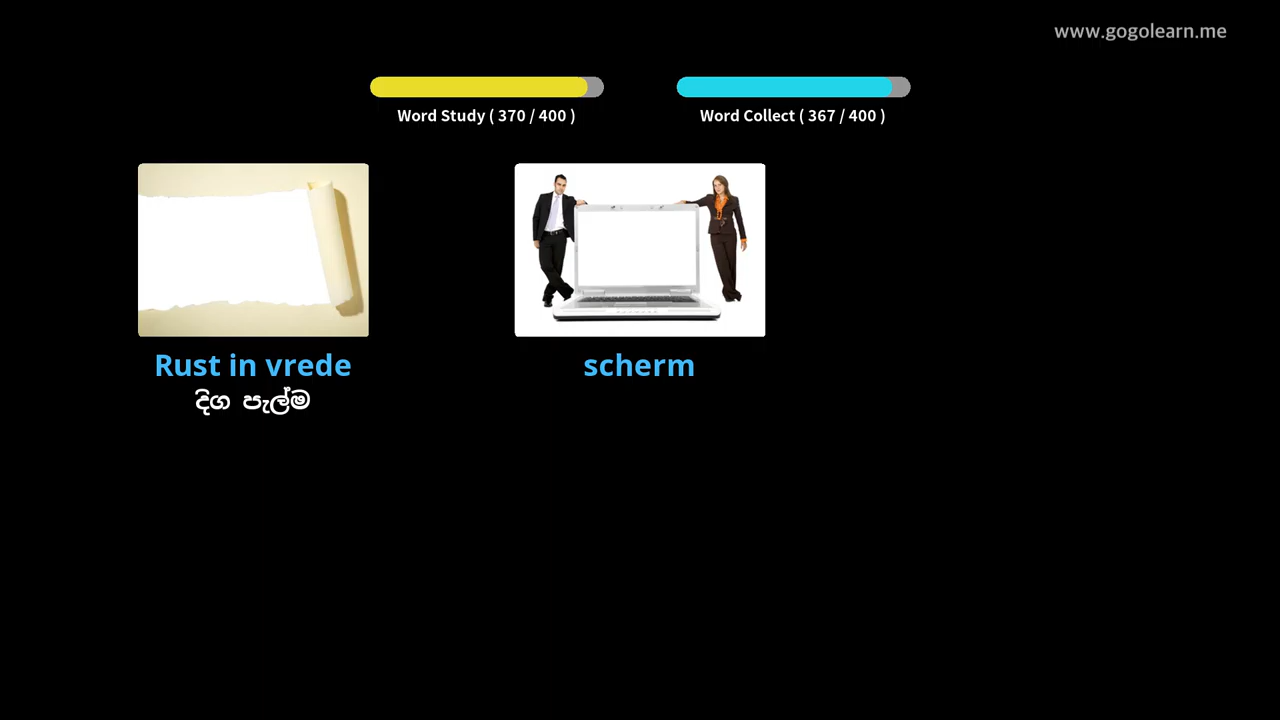 www.gogolearn.me
Word Study ( 370 / 400 )
Word Collect ( 367 / 400 )
Rust in vrede
දිග පැල්ම
scherm